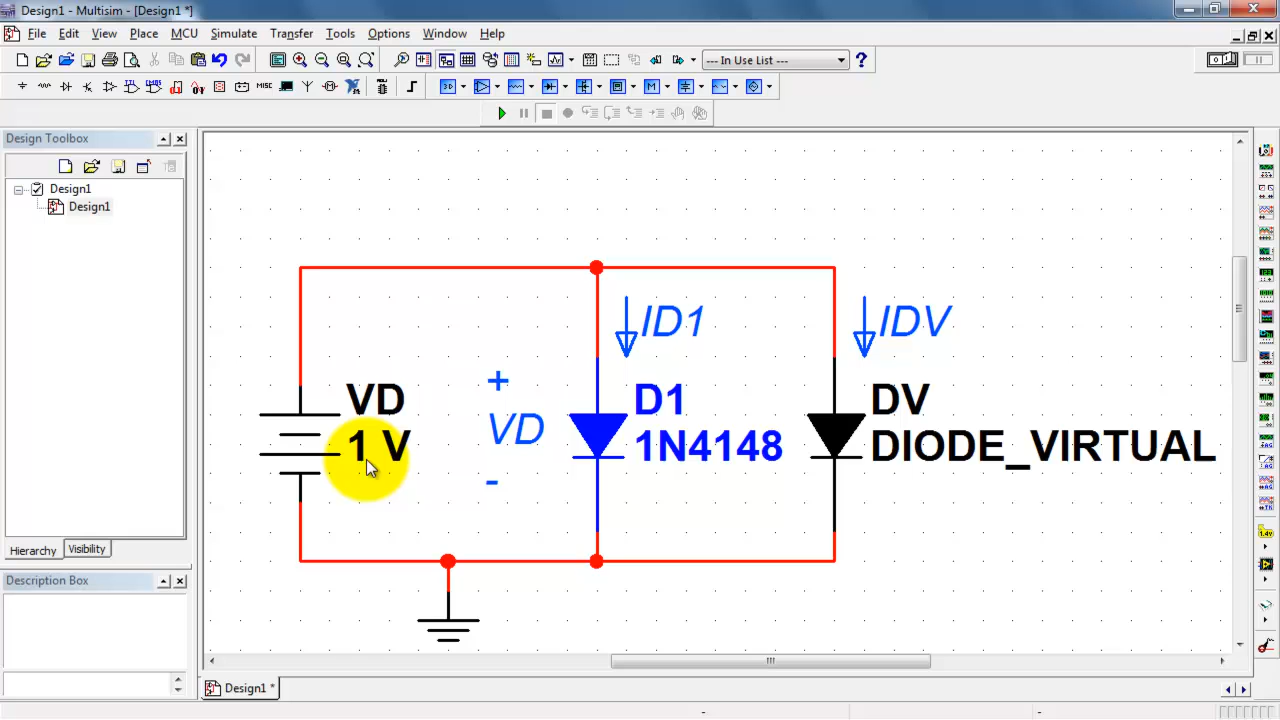 Design1 - Multisim - [Design1 *]
File Edit View Place MCU Simulate Transfer Tools Options Window Help
--- In Use List --- ?
MISC
Design Toolbox
Design1
Design1
ID1 IDV
VD + D1 DV
1 V VD 1N4148 DIODE_VIRTUAL
-
Hierarchy Visibility
Description Box
Design1 *
- -